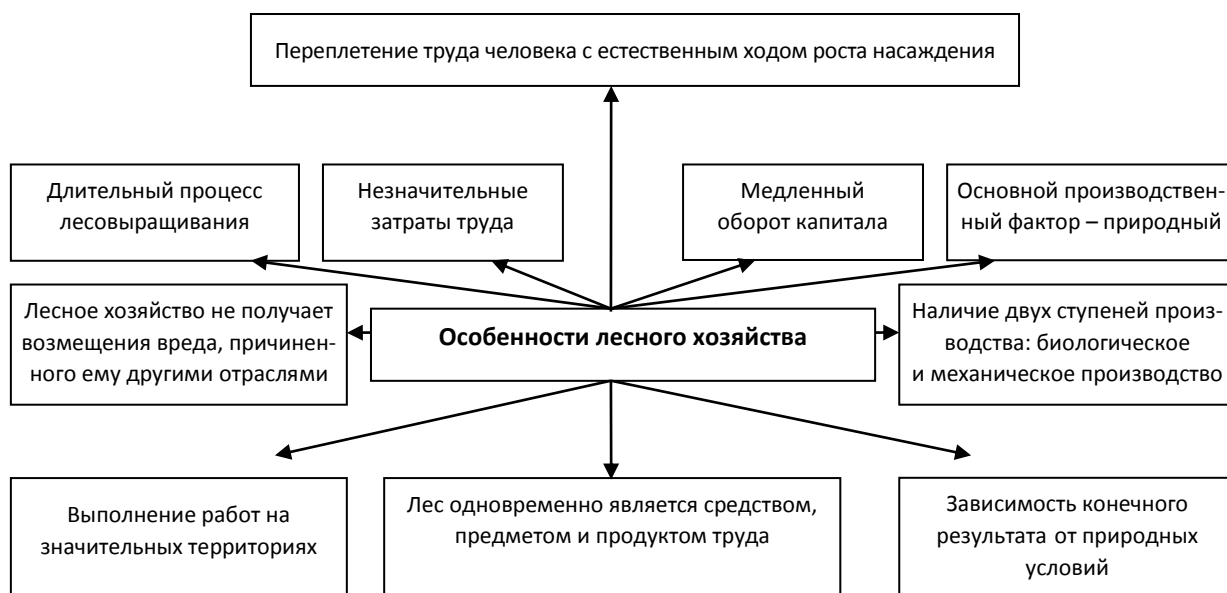 Переплетение труда человека с естественным ходом роста насаждения
Длительный процесс
лесовыращивания
Незначительные
затраты труда
Медленный
оборот капитала
Основной производствен-
ный фактор – природный
Лесное хозяйство не получает
возмещения вреда, причинен-
ного ему другими отраслями
Особенности лесного хозяйства
Наличие двух ступеней произ-
водства: биологическое
и механическое производство
Выполнение работ на
значительных территориях
Лес одновременно является средством,
предметом и продуктом труда
Зависимость конечного
результата от природных
условий